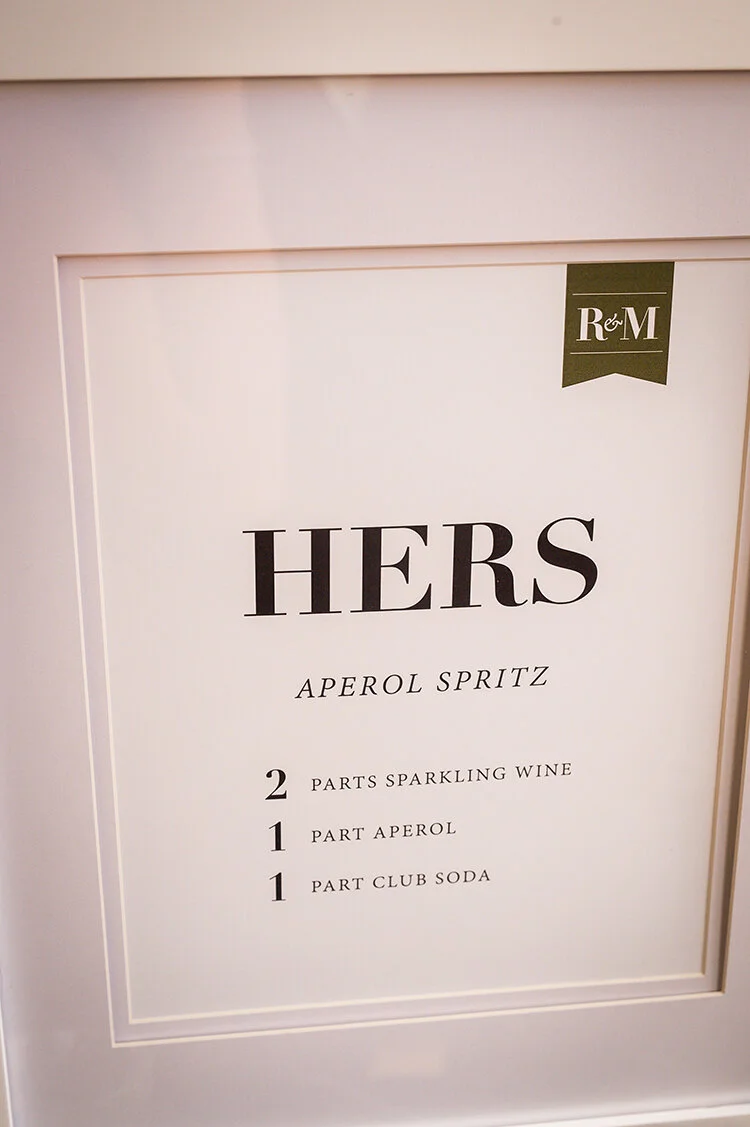 R&M
HERS
APEROL SPRITZ
2 PARTS SPARKLING WINE
1 PART APEROL
1 PART CLUB SODA